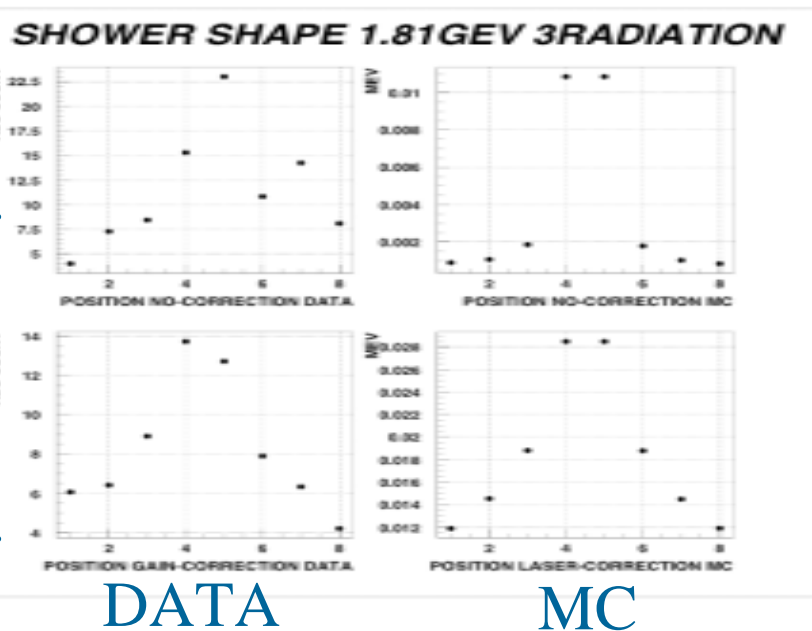 SHOWER SHAPE 1.81GEV 3RADIATION
22.5
20
17.5
15
12.5
10
7.5
5
2 4 6 8
POSITION NO-CORRECTION DATA
MEV
0.01
0.008
0.006
0.004
0.002
2 4 6 8
POSITION NO-CORRECTION MC
14
12
10
8
6
4
2 4 6 8
POSITION GAIN-CORRECTION DATA
MEV
0.028
0.026
0.024
0.022
0.02
0.018
0.016
0.014
0.012
2 4 6 8
POSITION LASER-CORRECTION MC
DATA MC